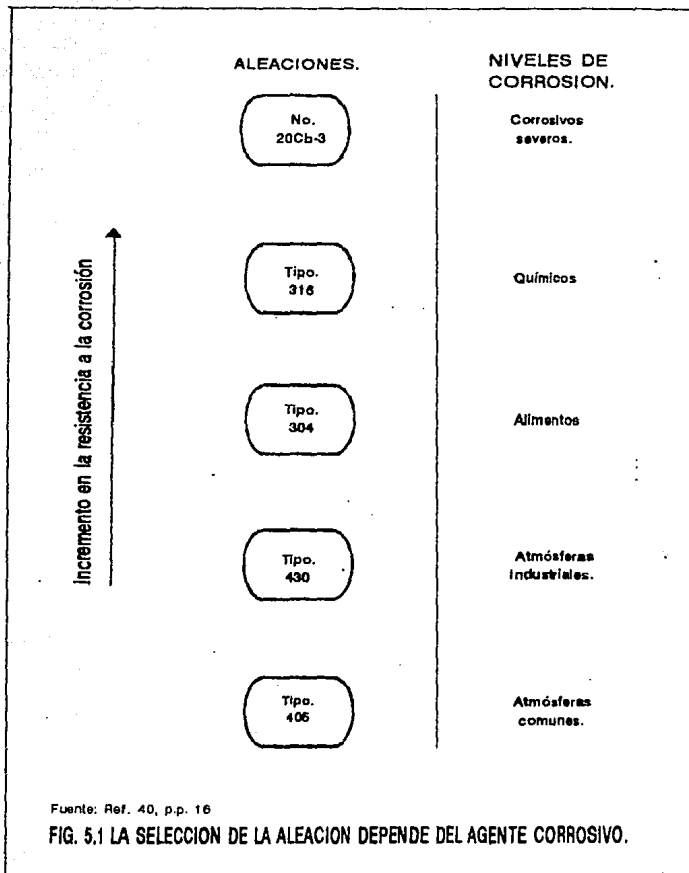 ALEACIONES.
NIVELES DE
CORROSION.
No.
20Cb-3
Corrosivos
severos.
Tipo.
316
Químicos
Tipo.
304
Alimentos
Tipo.
430
Atmósferas
Industriales.
Tipo.
405
Atmósferas
comunes.
Incremento en la resistencia a la corrosión
Fuente: Ref. 40, p.p. 16
FIG. 5.1 LA SELECCION DE LA ALEACION DEPENDE DEL AGENTE CORROSIVO.